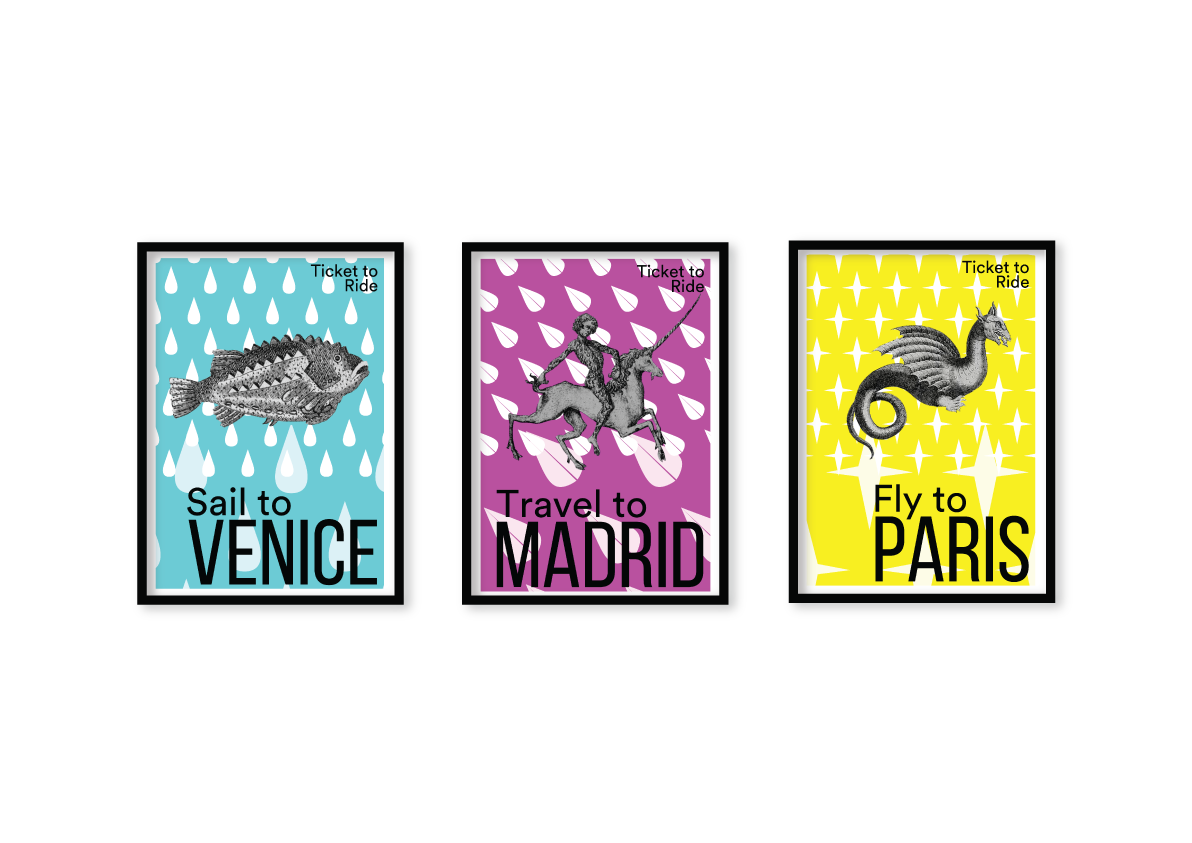 Ticket to
Ride
Sail to
VENICE
Ticket to
Ride
Travel to
MADRID
Ticket to
Ride
Fly to
PARIS